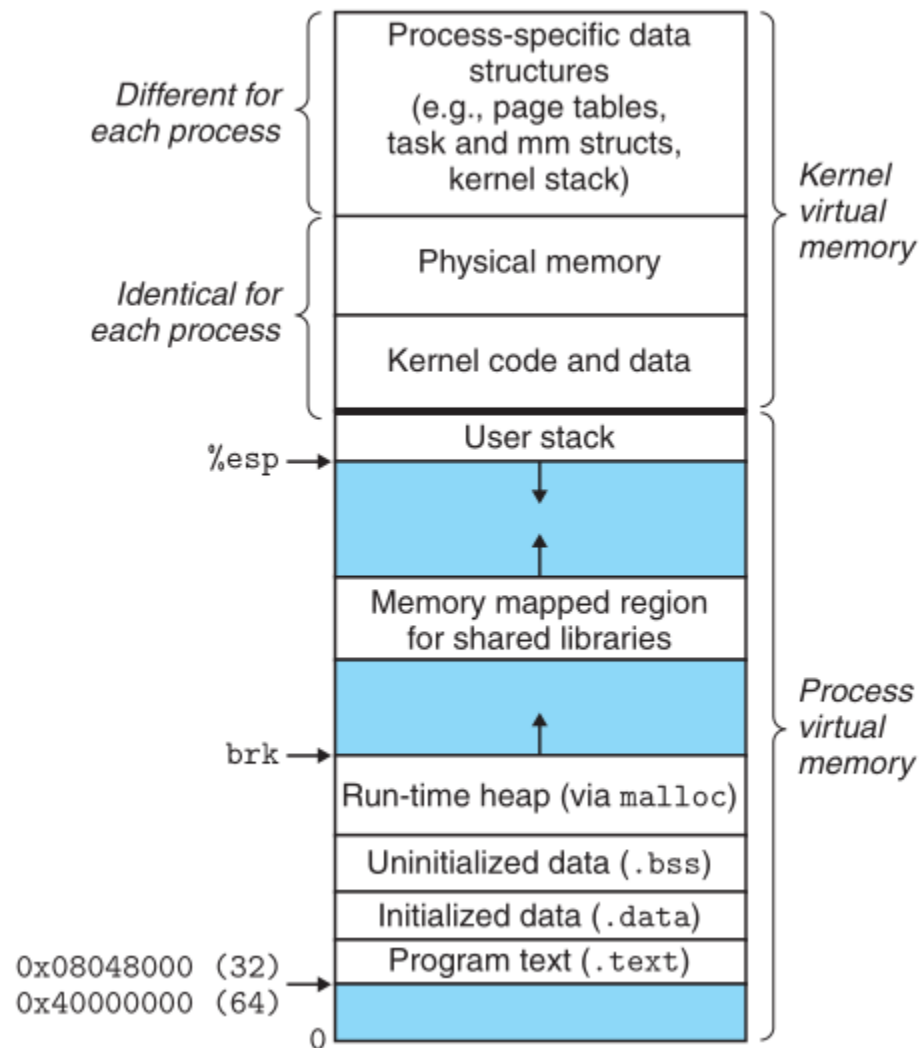 Process-specific data
structures
(e.g., page tables,
task and mm structs,
kernel stack)
Different for
each process
Kernel
virtual
memory
Physical memory
Identical for
each process
Kernel code and data
User stack
%esp
Memory mapped region
for shared libraries
Process
virtual
memory
brk
Run-time heap (via malloc)
Uninitialized data (.bss)
Initialized data (.data)
Program text (.text)
0x08048000 (32)
0x40000000 (64)
0